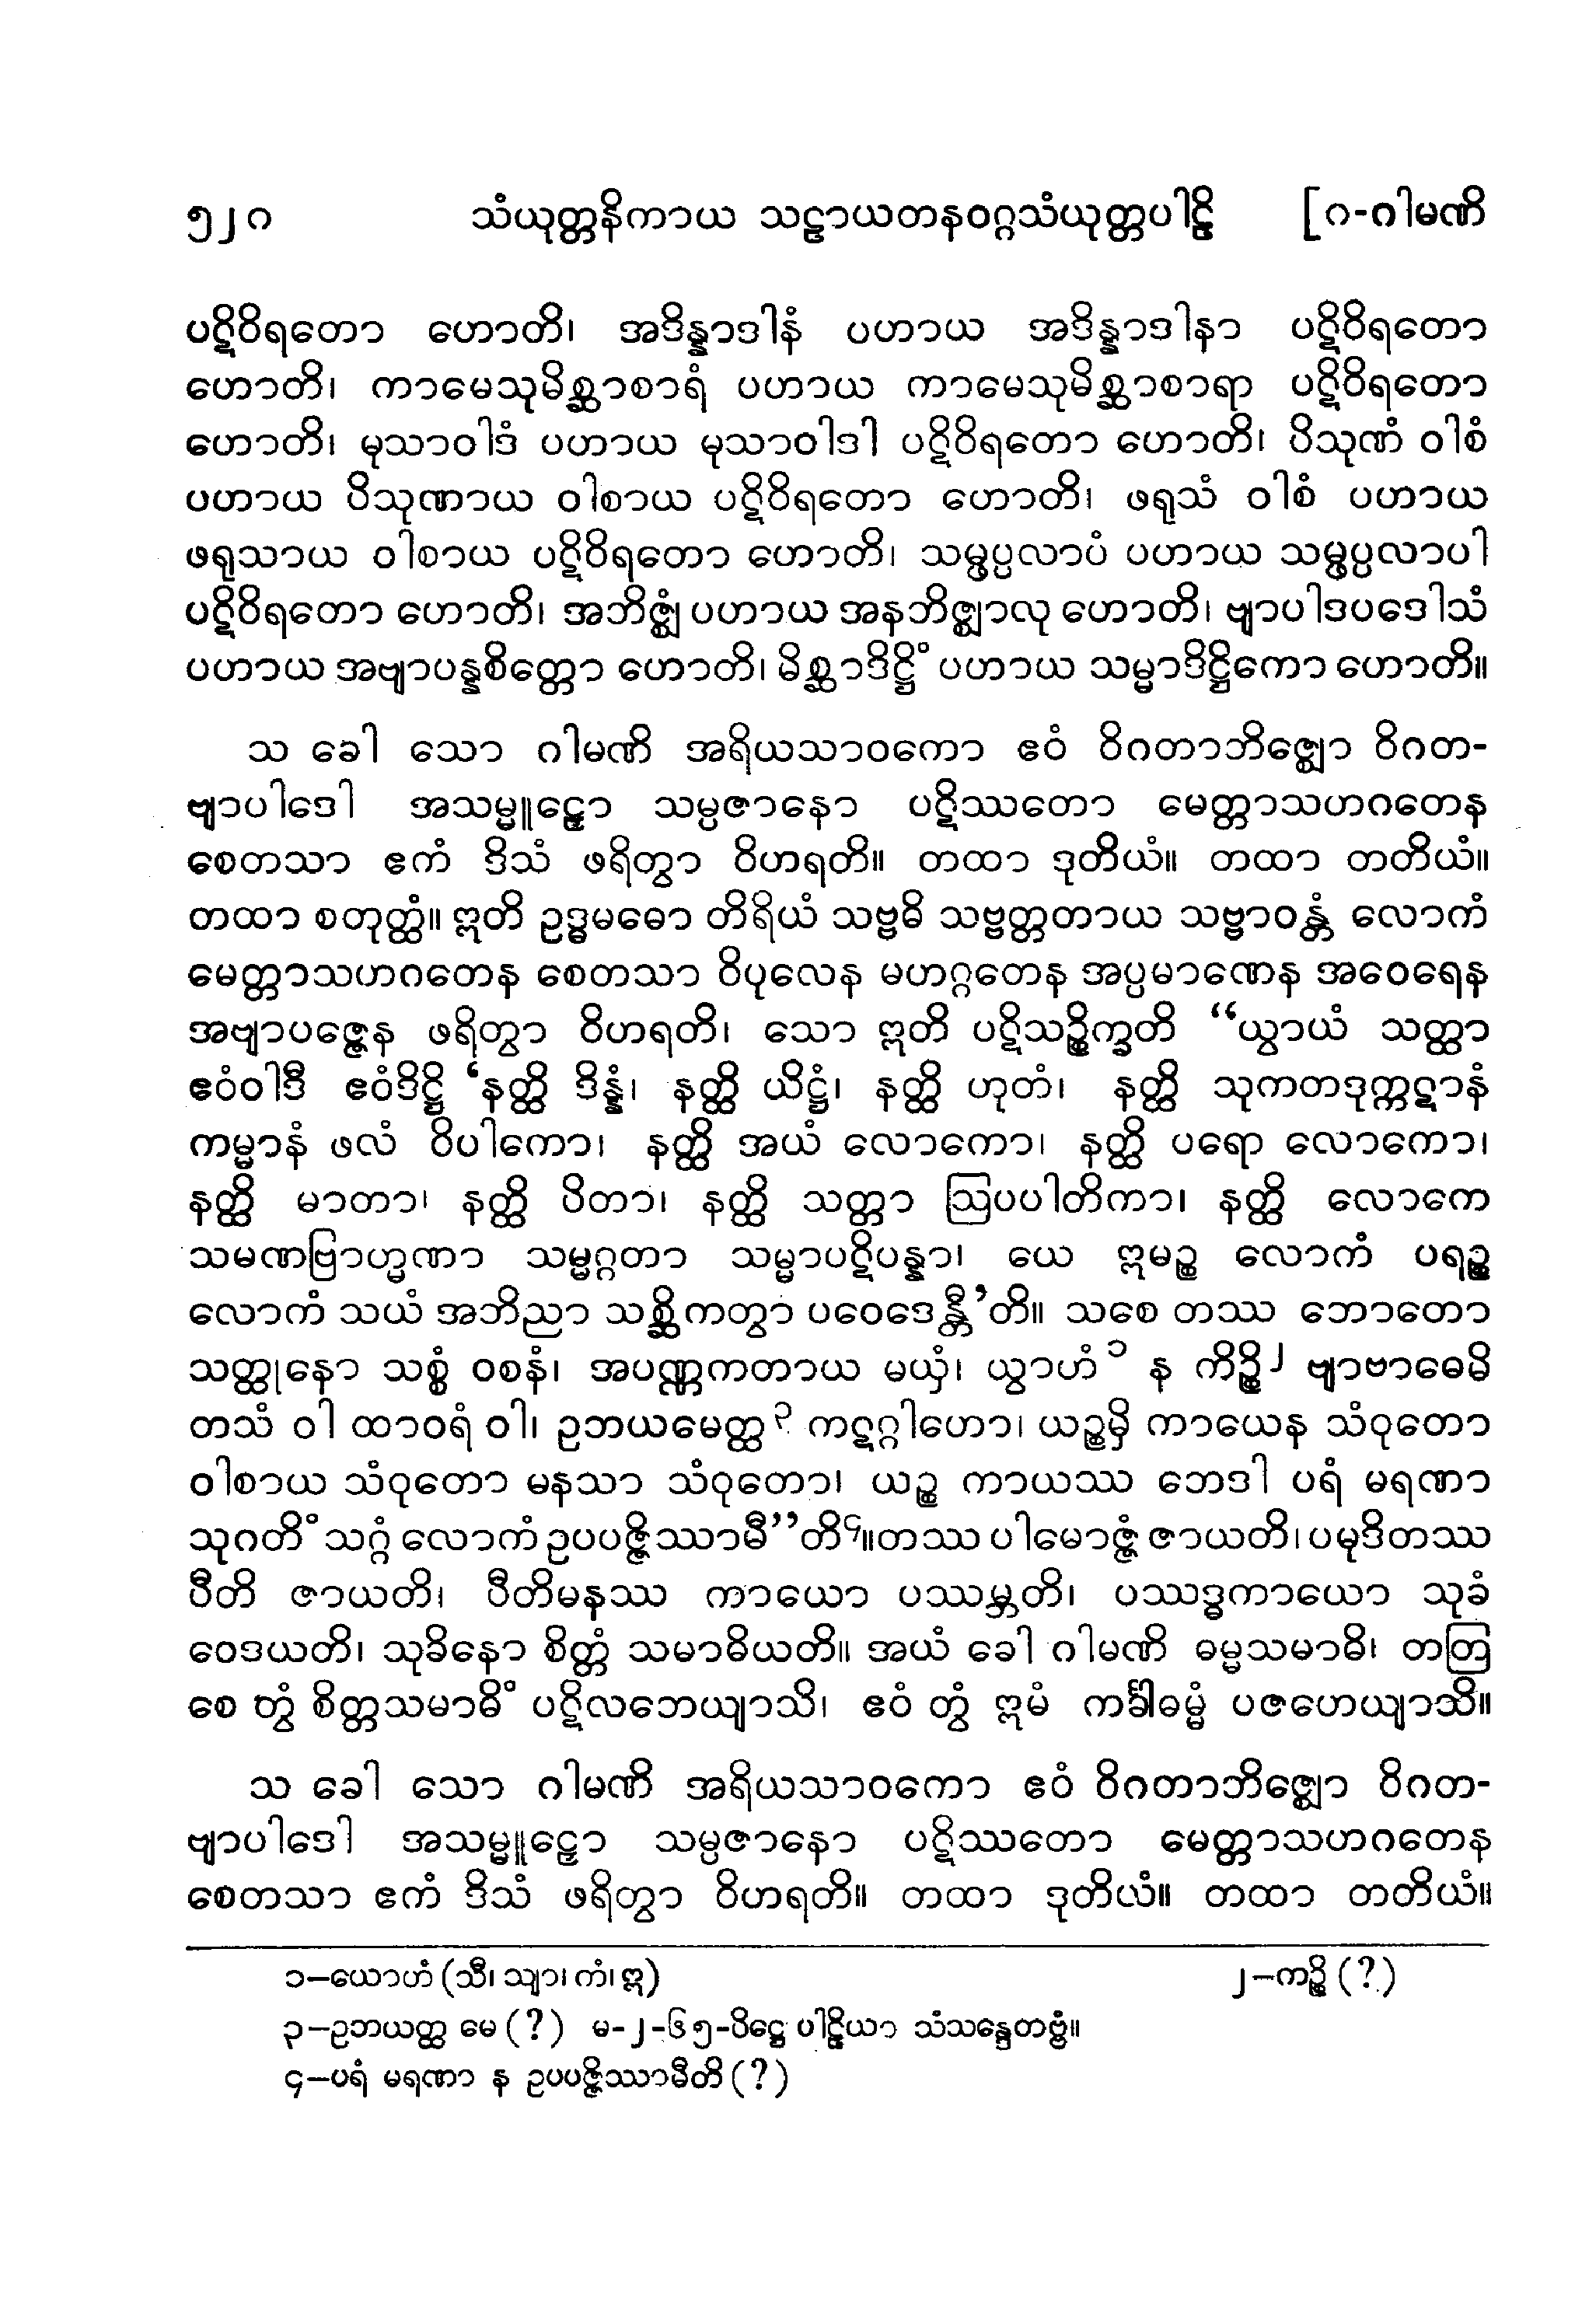 ၅၂၈ သံယုတ္တနိကာယ သဠာယတနဝဂ္ဂသံယုတ္တပါဠိ [၈-ဂါမဏိ
ပဋိဝိရတော ဟောတိ၊ အဒိန္နာဒါနံ ပဟာယ အဒိန္နာဒါနာ ပဋိဝိရတော
ဟောတိ၊ ကာမေသုမိစ္ဆာစာရံ ပဟာယ ကာမေသုမိစ္ဆာစာရာ ပဋိဝိရတော
ဟောတိ၊ မုသာဝါဒံ ပဟာယ မုသာဝါဒါ ပဋိဝိရတော ဟောတိ၊ ပိသုဏံ ဝါစံ
ပဟာယ ပိသုဏာယ ဝါစာယ ပဋိဝိရတော ဟောတိ၊ ဖရုသံ ဝါစံ ပဟာယ
ဖရုသာယ ဝါစာယ ပဋိဝိရတော ဟောတိ၊ သမ္ဖပ္ပလာပံ ပဟာယ သမ္ဖပ္ပလာပါ
ပဋိဝိရတော ဟောတိ၊ အဘိဇ္ဈံ ပဟာယ အနဘိဇ္ဈာလု ဟောတိ၊ ဗျာပါဒပဒေါသံ
ပဟာယ အဗျာပန္နစိတ္တော ဟောတိ၊ မိစ္ဆာဒိဋ္ဌိံ ပဟာယ သမ္မာဒိဋ္ဌိကော ဟောတိ။
သ ခေါ သော ဂါမဏိ အရိယသာဝကော ဧဝံ ဝိဂတာဘိဇ္ဈော ဝိဂတ-
ဗျာပါဒေါ အသမ္မူဠှော သမ္ပဇာနော ပဋိဿတော မေတ္တာသဟဂတေန
စေတသာ ဧကံ ဒိသံ ဖရိတွာ ဝိဟရတိ။ တထာ ဒုတိယံ။ တထာ တတိယံ။
တထာ စတုတ္ထံ။ ဣတိ ဥဒ္ဓမဓော တိရိယံ သဗ္ဗဓိ သဗ္ဗတ္တတာယ သဗ္ဗာဝန္တံ လောကံ
မေတ္တာသဟဂတေန စေတသာ ဝိပုလေန မဟဂ္ဂတေန အပ္ပမာဏေန အဝေရေန
အဗျာပဇ္ဇေန ဖရိတွာ ဝိဟရတိ၊ သော ဣတိ ပဋိသဉ္စိက္ခတိ “ယွာယံ သတ္ထာ
ဧဝံဝါဒီ ဧဝံဒိဋ္ဌိ ‘နတ္ထိ ဒိန္နံ၊ နတ္ထိ ယိဋ္ဌံ၊ နတ္ထိ ဟုတံ၊ နတ္ထိ သုကတဒုက္ကဋာနံ
ကမ္မာနံ ဖလံ ဝိပါကော၊ နတ္ထိ အယံ လောကော၊ နတ္ထိ ပရော လောကော၊
နတ္ထိ မာတာ၊ နတ္ထိ ပိတာ၊ နတ္ထိ သတ္တာ ဩပပါတိကာ၊ နတ္ထိ လောကေ
သမဏဗြာဟ္မဏာ သမ္မဂ္ဂတာ သမ္မာပဋိပန္နာ၊ ယေ ဣမဉ္စ လောကံ ပရဉ္စ
လောကံ သယံ အဘိညာ သစ္ဆိကတွာ ပဝေဒေန္တီ’တိ။ သစေ တဿ ဘောတော
သတ္ထုနော သစ္စံ ဝစနံ၊ အပဏ္ဏကတာယ မယှံ၊ ယွာဟံ၁ န ကိဉ္စိ၂ ဗျာဗာဓေမိ
တသံ ဝါ ထာဝရံ ဝါ၊ ဥဘယမေတ္ထ၃ ကဋဂ္ဂါဟော၊ ယဉ္စမှိ ကာယေန သံဝုတော
ဝါစာယ သံဝုတော မနသာ သံဝုတော၊ ယဉ္စ ကာယဿ ဘေဒါ ပရံ မရဏာ
သုဂတိံ သဂ္ဂံ လောကံ ဥပပဇ္ဇိဿာမီ”တိ၄။ တဿ ပါမောဇ္ဇံ ဇာယတိ၊ ပမုဒိတဿ
ပီတိ ဇာယတိ၊ ပီတိမနဿ ကာယော ပဿမ္ဘတိ၊ ပဿဒ္ဓကာယော သုခံ
ဝေဒယတိ၊ သုခိနော စိတ္တံ သမာဓိယတိ။ အယံ ခေါ ဂါမဏိ ဓမ္မသမာဓိ၊ တတြ
စေ တွံ စိတ္တသမာဓိံ ပဋိလဘေယျာသိ၊ ဧဝံ တွံ ဣမံ ကင်္ခါဓမ္မံ ပဇဟေယျာသိ။
သ ခေါ သော ဂါမဏိ အရိယသာဝကော ဧဝံ ဝိဂတာဘိဇ္ဈော ဝိဂတ-
ဗျာပါဒေါ အသမ္မူဠှော သမ္ပဇာနော ပဋိဿတော မေတ္တာသဟဂတေန
စေတသာ ဧကံ ဒိသံ ဖရိတွာ ဝိဟရတိ။ တထာ ဒုတိယံ။ တထာ တတိယံ။
၁–ယောဟံ (သီ၊ သျာ၊ ကံ၊ ဣ) ၂–ကဉ္စိ (?)
၃–ဥဘယတ္ထ မေ (?) မ-၂-၆၅-ပိဋ္ဌေ ပါဠိယာ သံသန္ဒေတဗ္ဗံ။
၄–ပရံ မရဏာ န ဥပပဇ္ဇိဿာမီတိ (?)